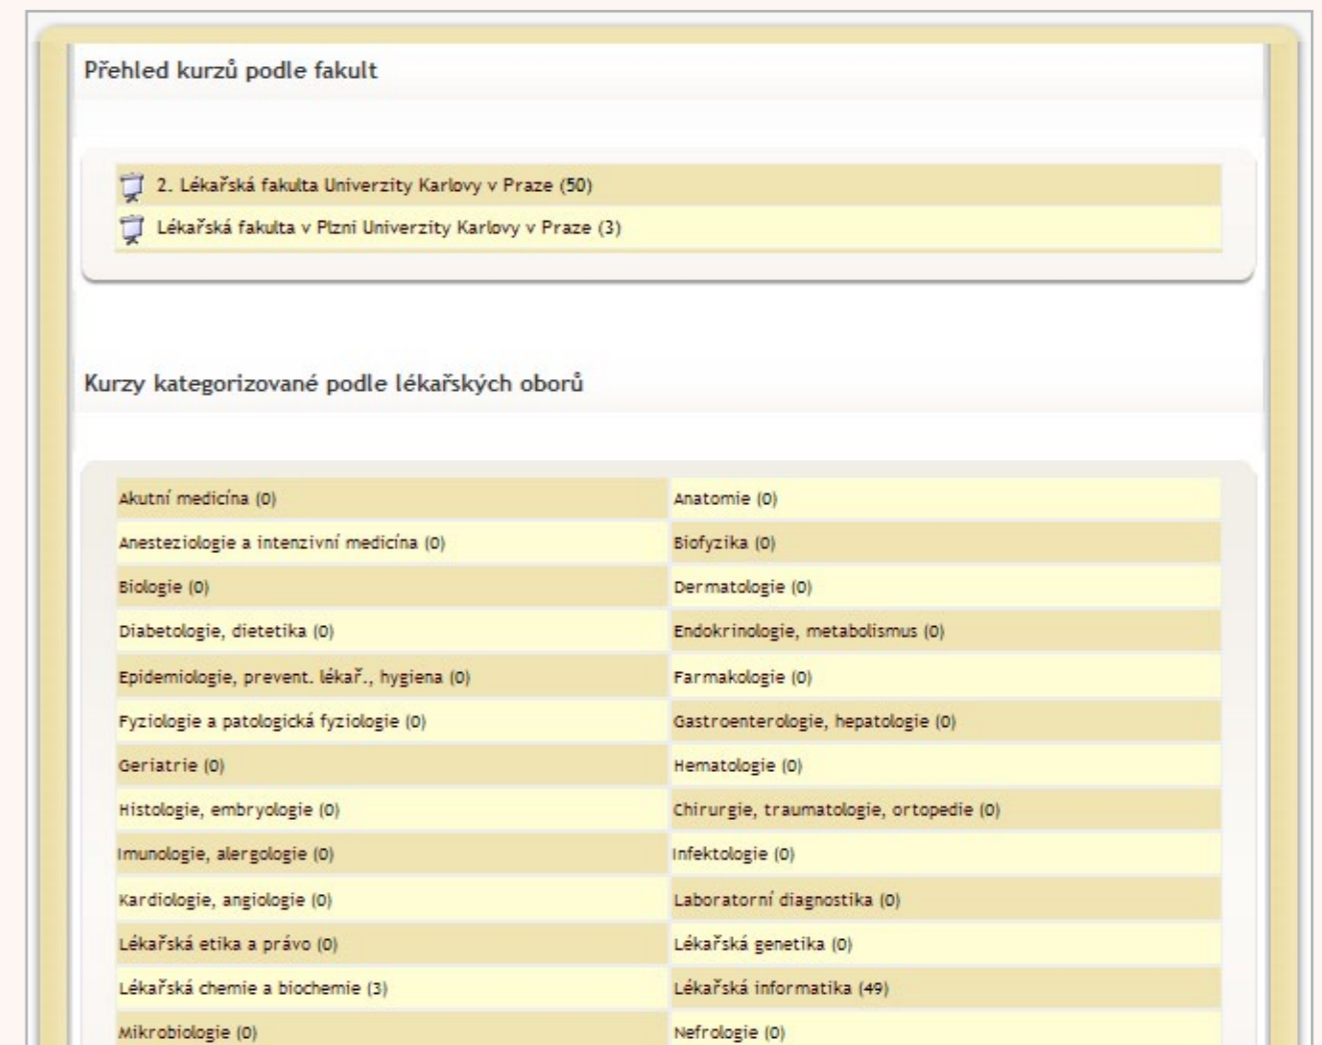 Přehled kurzů podle fakult
2. Lékařská fakulta Univerzity Karlovy v Praze (50)
Lékařská fakulta v Plzni Univerzity Karlovy v Praze (3)
Kurzy kategorizované podle lékařských oborů
Akutní medicína (0) Anatomie (0)
Anesteziologie a intenzivní medicína (0) Biofyzika (0)
Biologie (0) Dermatologie (0)
Diabetologie, dietetika (0) Endokrinologie, metabolismus (0)
Epidemiologie, prevent. lékař., hygiena (0) Farmakologie (0)
Fyziologie a patologická fyziologie (0) Gastroenterologie, hepatologie (0)
Geriatrie (0) Hematologie (0)
Histologie, embryologie (0) Chirurgie, traumatologie, ortopedie (0)
Imunologie, alergologie (0) Infektologie (0)
Kardiologie, angiologie (0) Laboratorní diagnostika (0)
Lékařská etika a právo (0) Lékařská genetika (0)
Lékařská chemie a biochemie (3) Lékařská informatika (49)
Mikrobiologie (0) Nefrologie (0)